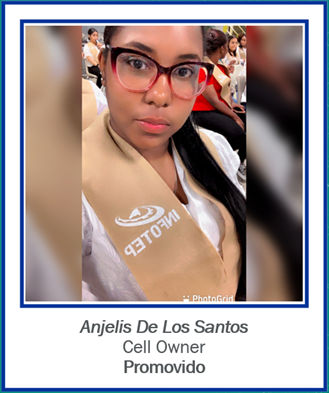 INFOTEP
PhotoGrid
Anjelis De Los Santos
Cell Owner
Promovido